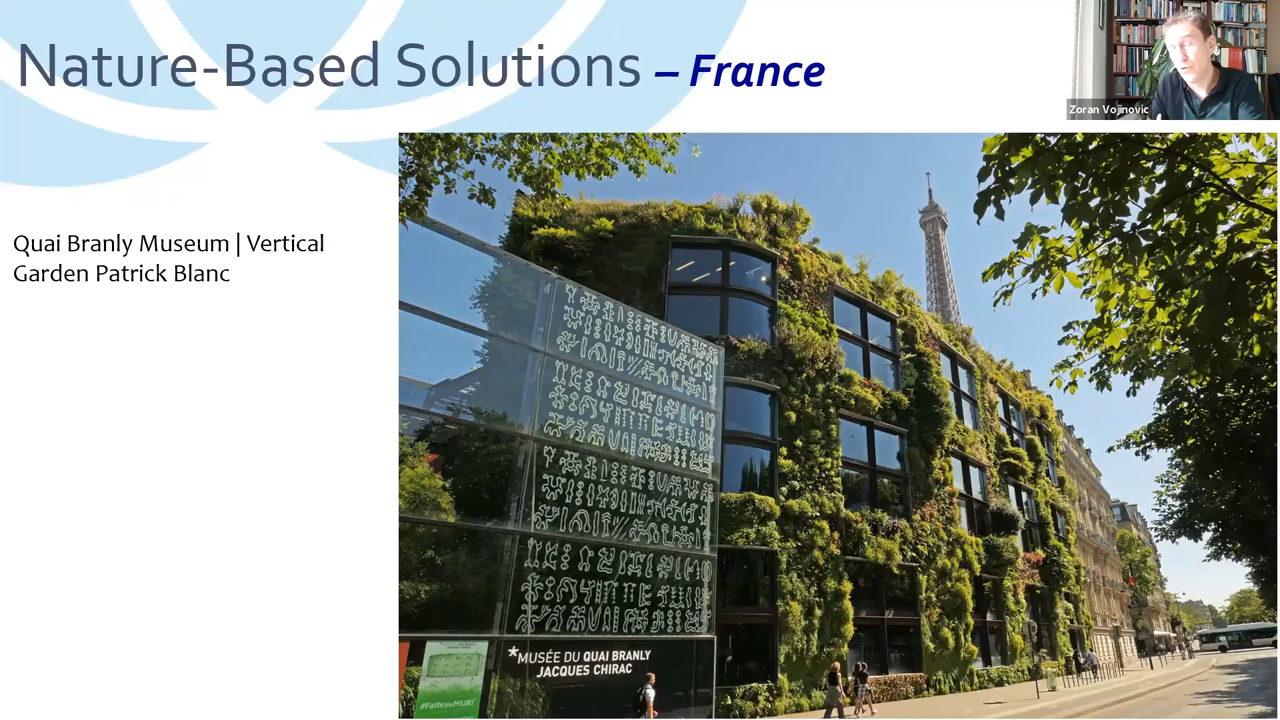 Nature-Based Solutions – France
Zoran Vojinovic
Quai Branly Museum | Vertical
Garden Patrick Blanc
*MUSÉE DU QUAI BRANLY
JACQUES CHIRAC
#FaitesleMUR!